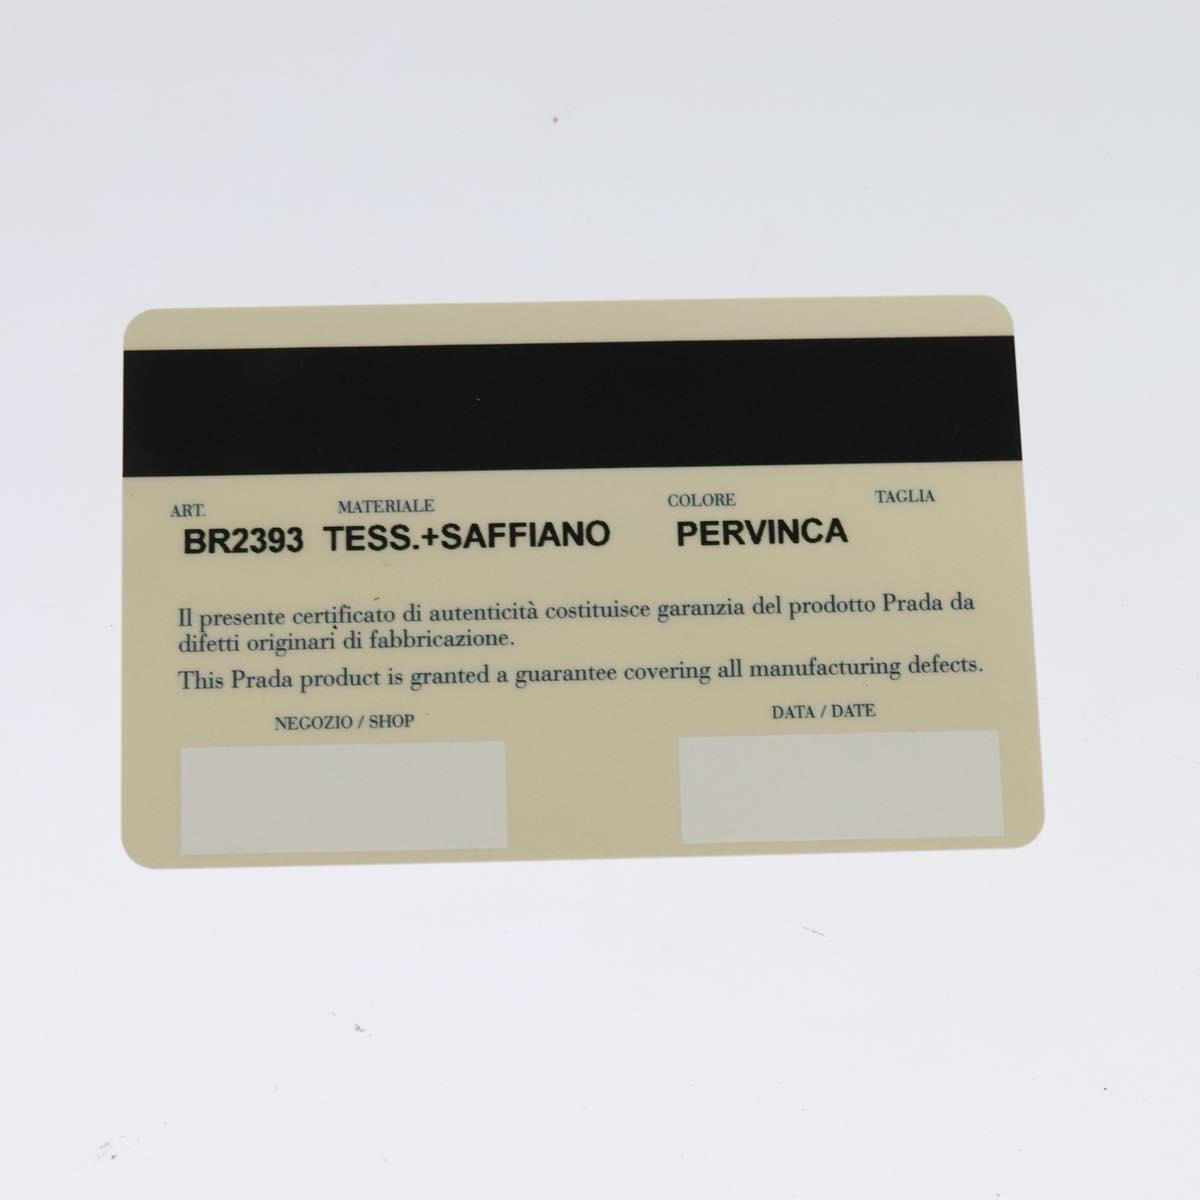 ART. MATERIALE COLORE TAGLIA
BR2393 TESS.+SAFFIANO PERVINCA
Il presente certificato di autenticità costituisce garanzia del prodotto Prada da
difetti originari di fabbricazione.
This Prada product is granted a guarantee covering all manufacturing defects.
NEGOZIO / SHOP DATA / DATE